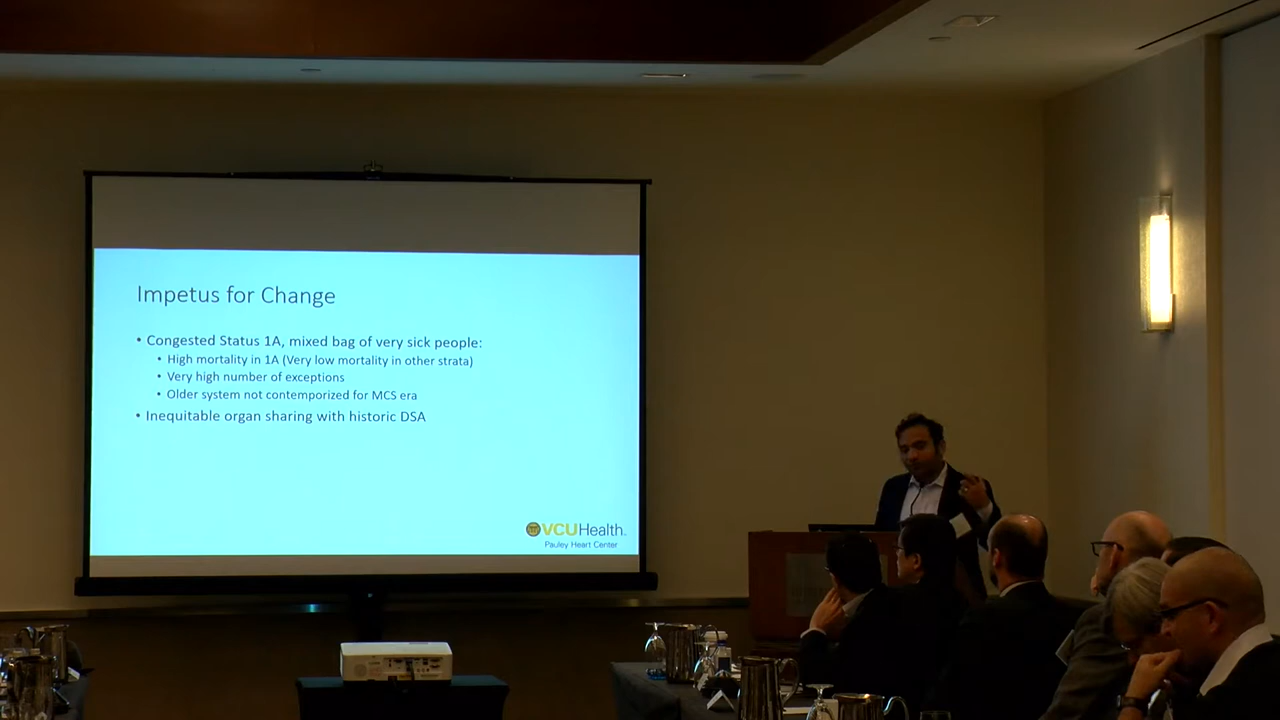 Impetus for Change
• Congested Status 1A, mixed bag of very sick people:
• High mortality in 1A (Very low mortality in other strata)
• Very high number of exceptions
• Older system not contemporized for MCS era
• Inequitable organ sharing with historic DSA
VCUHealth.
Pauley Heart Center